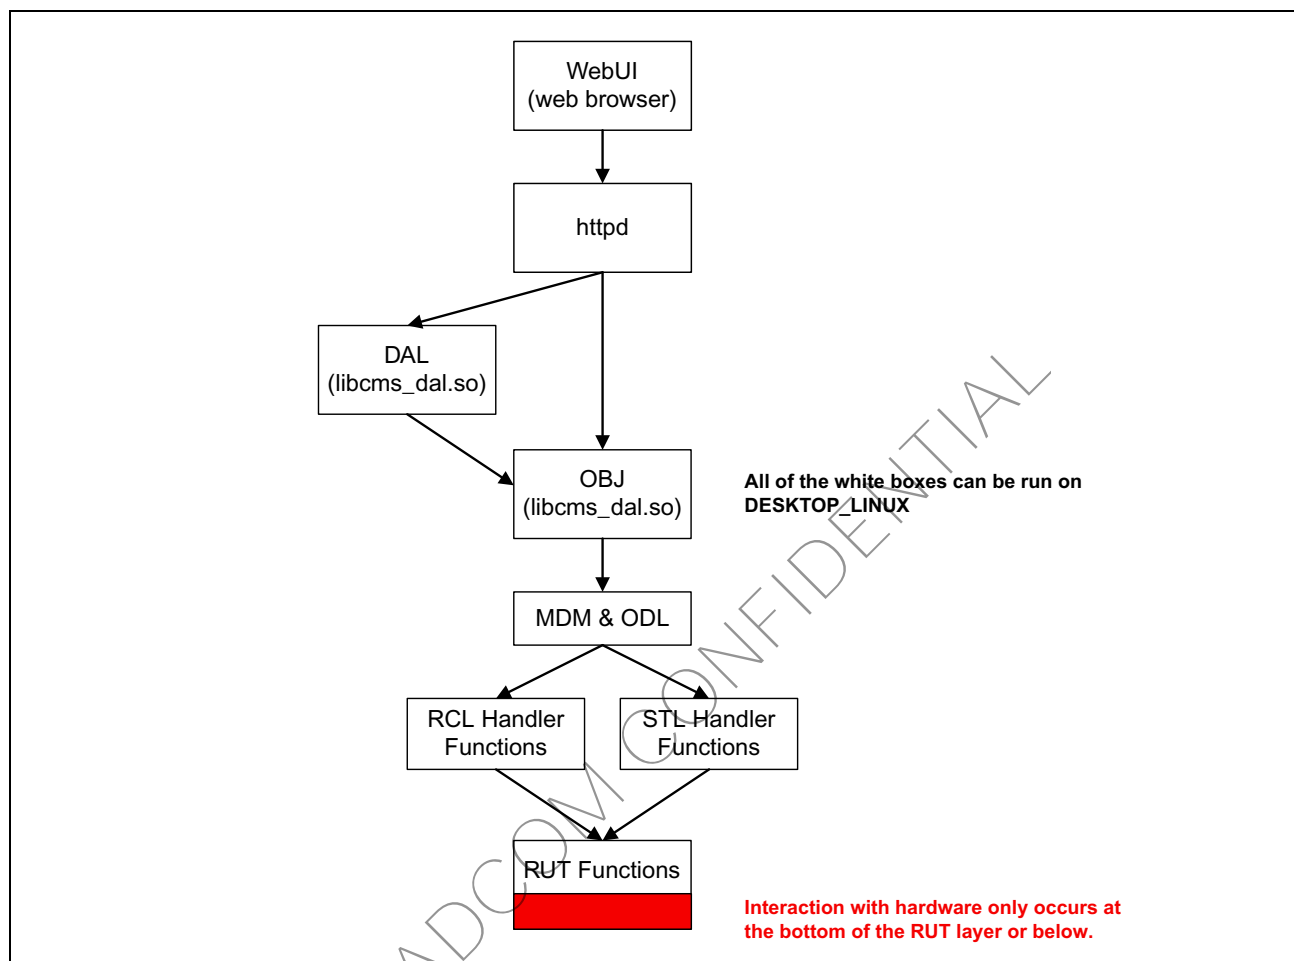 WebUI
(web browser)
httpd
DAL
(libcms_dal.so)
OBJ
(libcms_dal.so)
All of the white boxes can be run on
DESKTOP_LINUX
MDM & ODL
RCL Handler
Functions
STL Handler
Functions
RUT Functions
Interaction with hardware only occurs at
the bottom of the RUT layer or below.
ADCOM CONFIDENTIAL